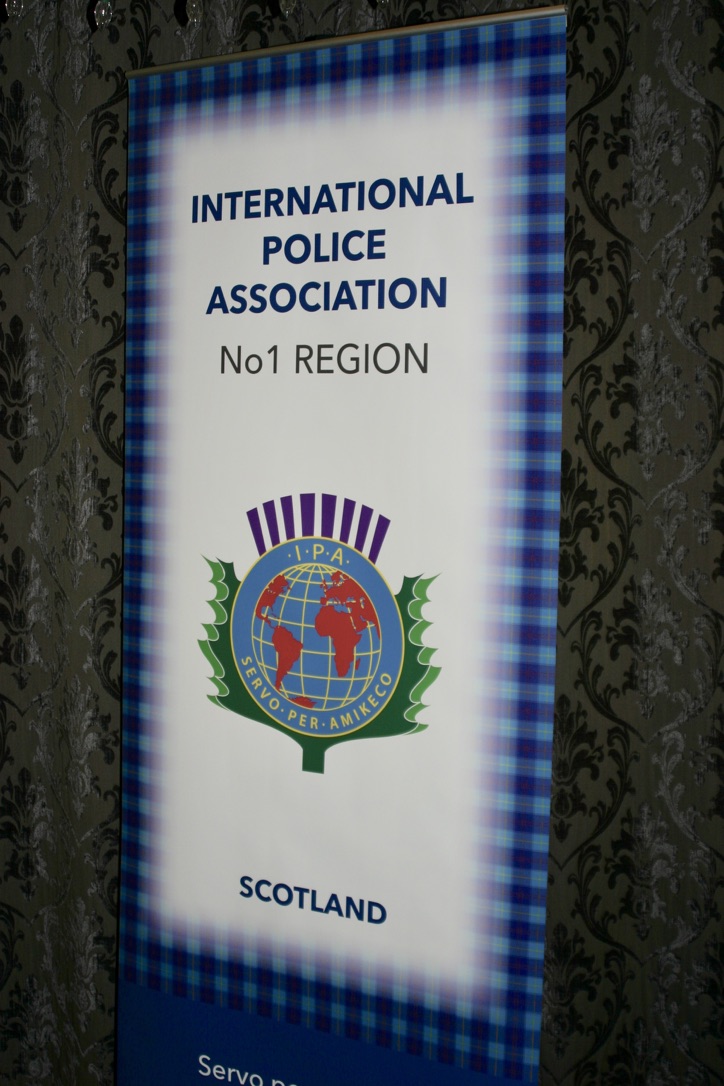 INTERNATIONAL
POLICE
ASSOCIATION
No1 REGION
·I·P·A·
SERVO·PER·AMIKECO
SCOTLAND
Servo